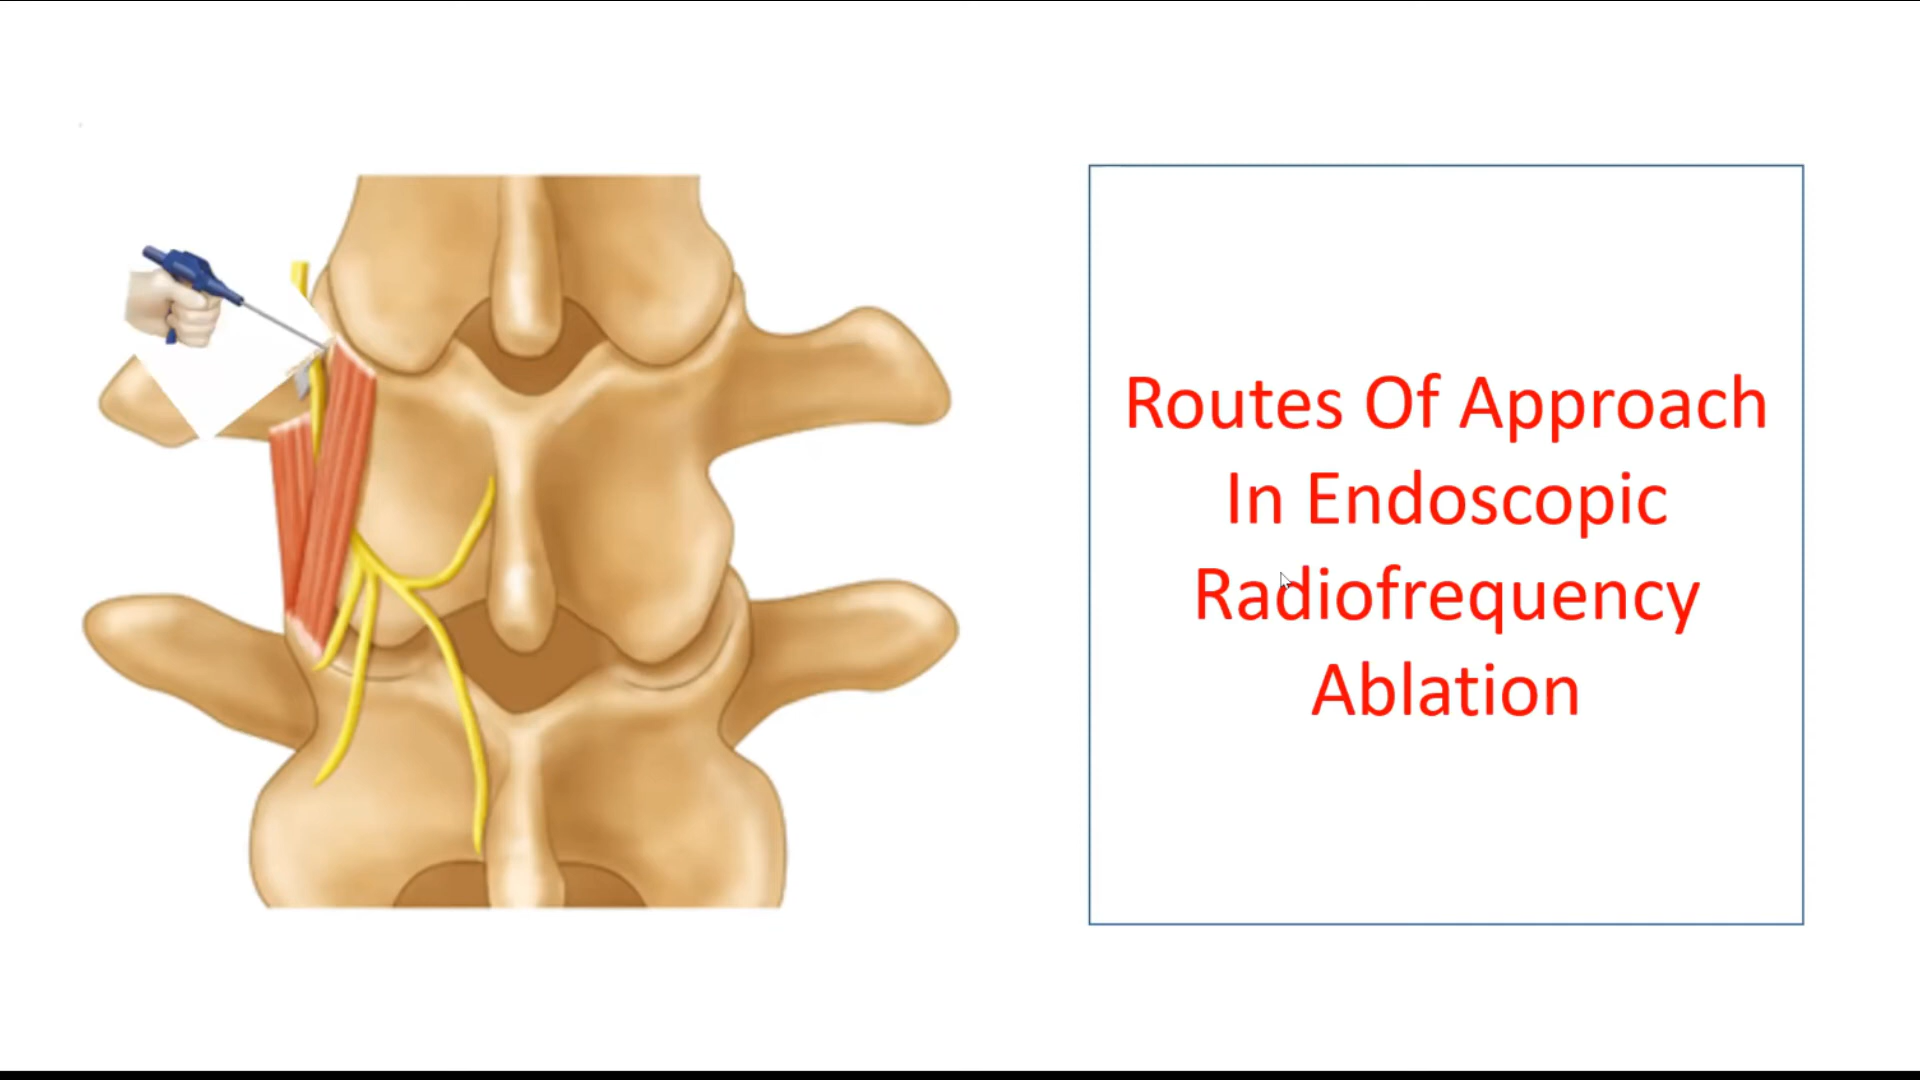 Routes Of Approach
In Endoscopic
Radiofrequency
Ablation